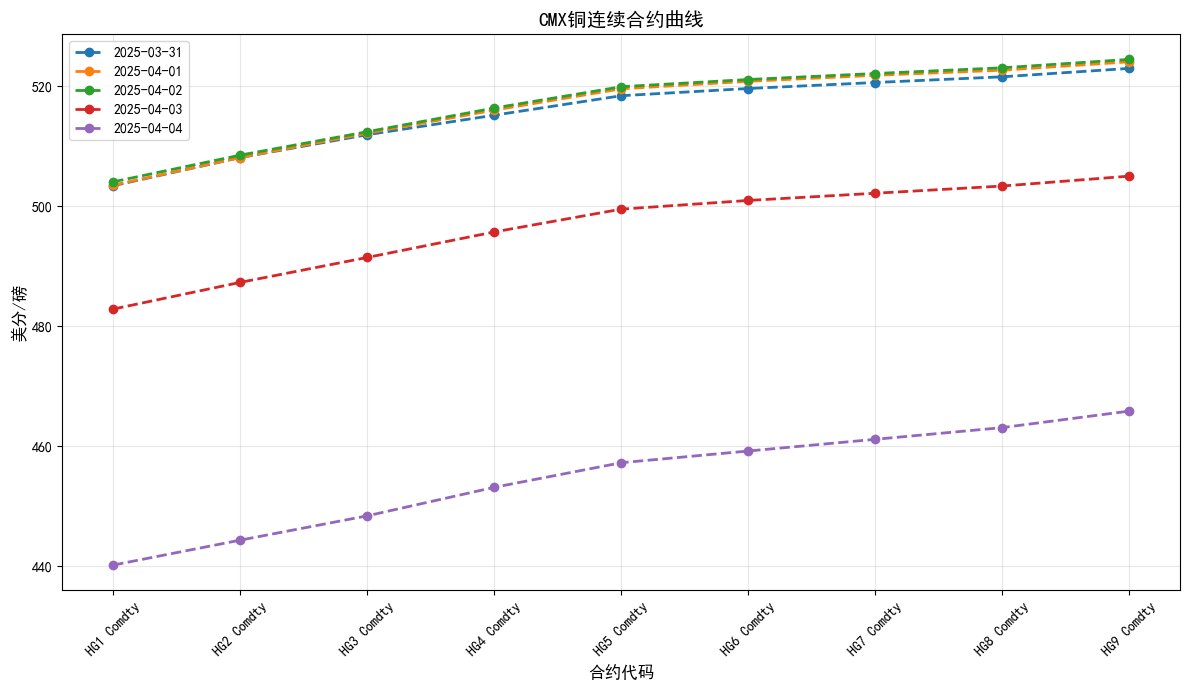 CMX铜连续合约曲线
2025-03-31
2025-04-01
2025-04-02
2025-04-03
2025-04-04
美分/磅
520
500
480
460
440
HG1 Comdty
HG2 Comdty
HG3 Comdty
HG4 Comdty
HG5 Comdty
HG6 Comdty
HG7 Comdty
HG8 Comdty
HG9 Comdty
合约代码